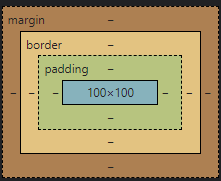 margin
–
border
–
padding
–
– – – 100×100 – – –
–
–
–